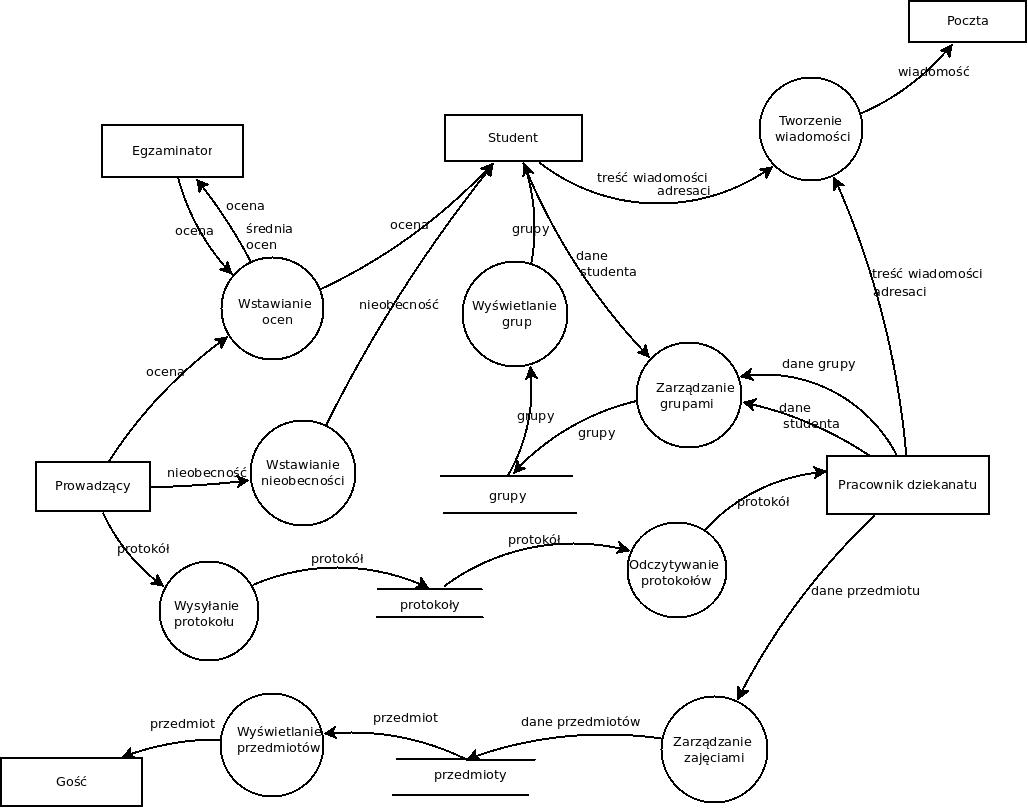 Poczta
wiadomość
Tworzenie
wiadomości
Student
Egzaminator
treść wiadomości
adresaci
ocena
ocena
średnia
ocen
ocena
grupy
dane
studenta
treść wiadomości
adresaci
Wstawianie
ocen
nieobecność
Wyświetlanie
grup
ocena
dane grupy
Zarządzanie
grupami
dane
studenta
grupy
grupy
nieobecność
Wstawianie
nieobecności
Prowadzący
Pracownik dziekanatu
grupy
protokół
protokół
protokół
protokół
Odczytywanie
protokołów
dane przedmiotu
Wysyłanie
protokołu
protokoły
przedmiot
przedmiot
dane przedmiotów
Wyświetlanie
przedmiotów
Zarządzanie
zajęciami
przedmioty
Gość